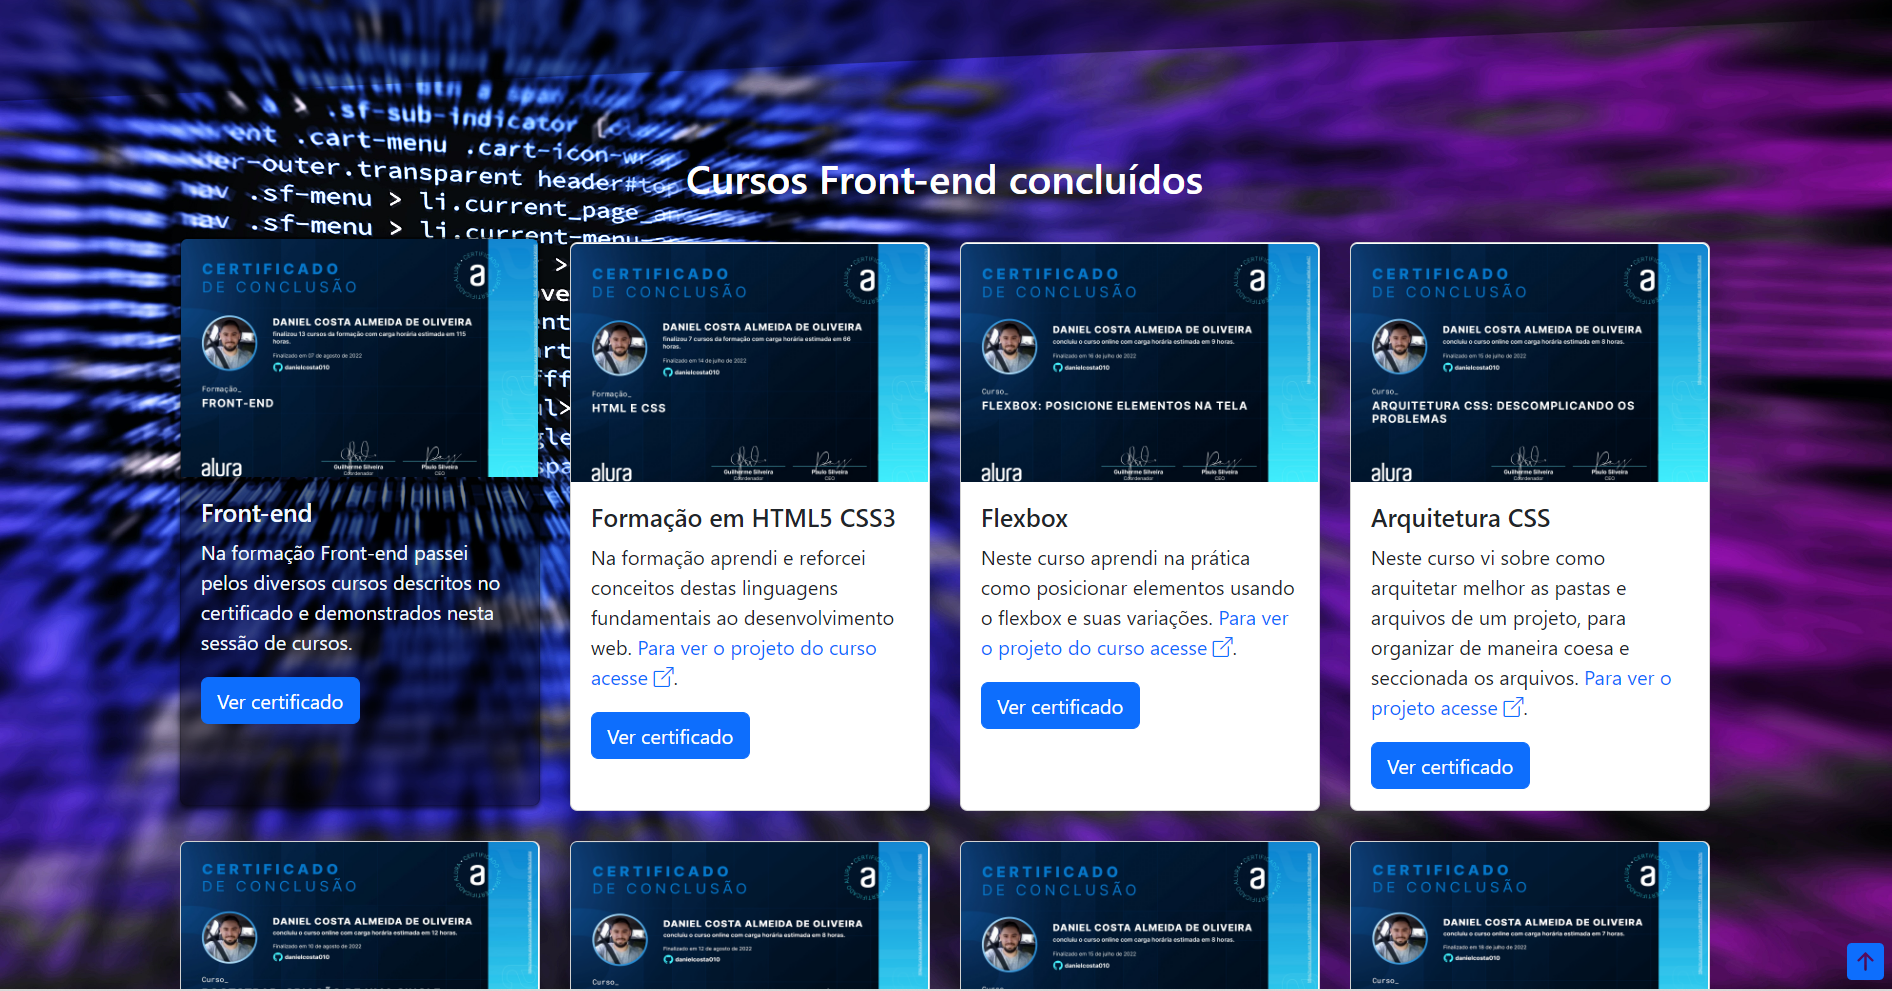 .sf-sub-indicator {
.cart-menu .cart-icon-wrap
-outer.transparent header#top
nav .sf-menu > li.current_page_an
nav .sf-menu > li.current-menu-
Cursos Front-end concluídos
CERTIFICADO
DE CONCLUSÃO
a
DANIEL COSTA ALMEIDA DE OLIVEIRA
finalizou 13 cursos da formação com carga horária estimada em 115
horas.
Finalizado em 07 de agosto de 2022
danielcosta010
Formação_
FRONT-END
alura
Guilherme Silveira
Coordenador
Paulo Silveira
CEO
Front-end
Na formação Front-end passei
pelos diversos cursos descritos no
certificado e demonstrados nesta
sessão de cursos.
Ver certificado
CERTIFICADO
DE CONCLUSÃO
a
DANIEL COSTA ALMEIDA DE OLIVEIRA
finalizou 7 cursos da formação com carga horária estimada em 66
horas.
Finalizado em 14 de julho de 2022
danielcosta010
Formação_
HTML E CSS
alura
Guilherme Silveira
Coordenador
Paulo Silveira
CEO
Formação em HTML5 CSS3
Na formação aprendi e reforcei
conceitos destas linguagens
fundamentais ao desenvolvimento
web. Para ver o projeto do curso
acesse .
Ver certificado
CERTIFICADO
DE CONCLUSÃO
a
DANIEL COSTA ALMEIDA DE OLIVEIRA
concluiu o curso online com carga horária estimada em 9 horas.
Finalizado em 16 de julho de 2022
danielcosta010
Curso_
FLEXBOX: POSICIONE ELEMENTOS NA TELA
alura
Guilherme Silveira
Coordenador
Paulo Silveira
CEO
Flexbox
Neste curso aprendi na prática
como posicionar elementos usando
o flexbox e suas variações. Para ver
o projeto do curso acesse .
Ver certificado
CERTIFICADO
DE CONCLUSÃO
a
DANIEL COSTA ALMEIDA DE OLIVEIRA
concluiu o curso online com carga horária estimada em 8 horas.
Finalizado em 15 de julho de 2022
danielcosta010
Curso_
ARQUITETURA CSS: DESCOMPLICANDO OS
PROBLEMAS
alura
Guilherme Silveira
Coordenador
Paulo Silveira
CEO
Arquitetura CSS
Neste curso vi sobre como
arquitetar melhor as pastas e
arquivos de um projeto, para
organizar de maneira coesa e
seccionada os arquivos. Para ver o
projeto acesse .
Ver certificado
CERTIFICADO
DE CONCLUSÃO
a
DANIEL COSTA ALMEIDA DE OLIVEIRA
concluiu o curso online com carga horária estimada em 12 horas.
Finalizado em 10 de agosto de 2022
danielcosta010
Curso_
CERTIFICADO
DE CONCLUSÃO
a
DANIEL COSTA ALMEIDA DE OLIVEIRA
concluiu o curso online com carga horária estimada em 8 horas.
Finalizado em 12 de agosto de 2022
danielcosta010
Curso_
CERTIFICADO
DE CONCLUSÃO
a
DANIEL COSTA ALMEIDA DE OLIVEIRA
concluiu o curso online com carga horária estimada em 8 horas.
Finalizado em 15 de julho de 2022
danielcosta010
Curso_
CERTIFICADO
DE CONCLUSÃO
a
DANIEL COSTA ALMEIDA DE OLIVEIRA
concluiu o curso online com carga horária estimada em 7 horas.
Finalizado em 18 de julho de 2022
danielcosta010
Curso_